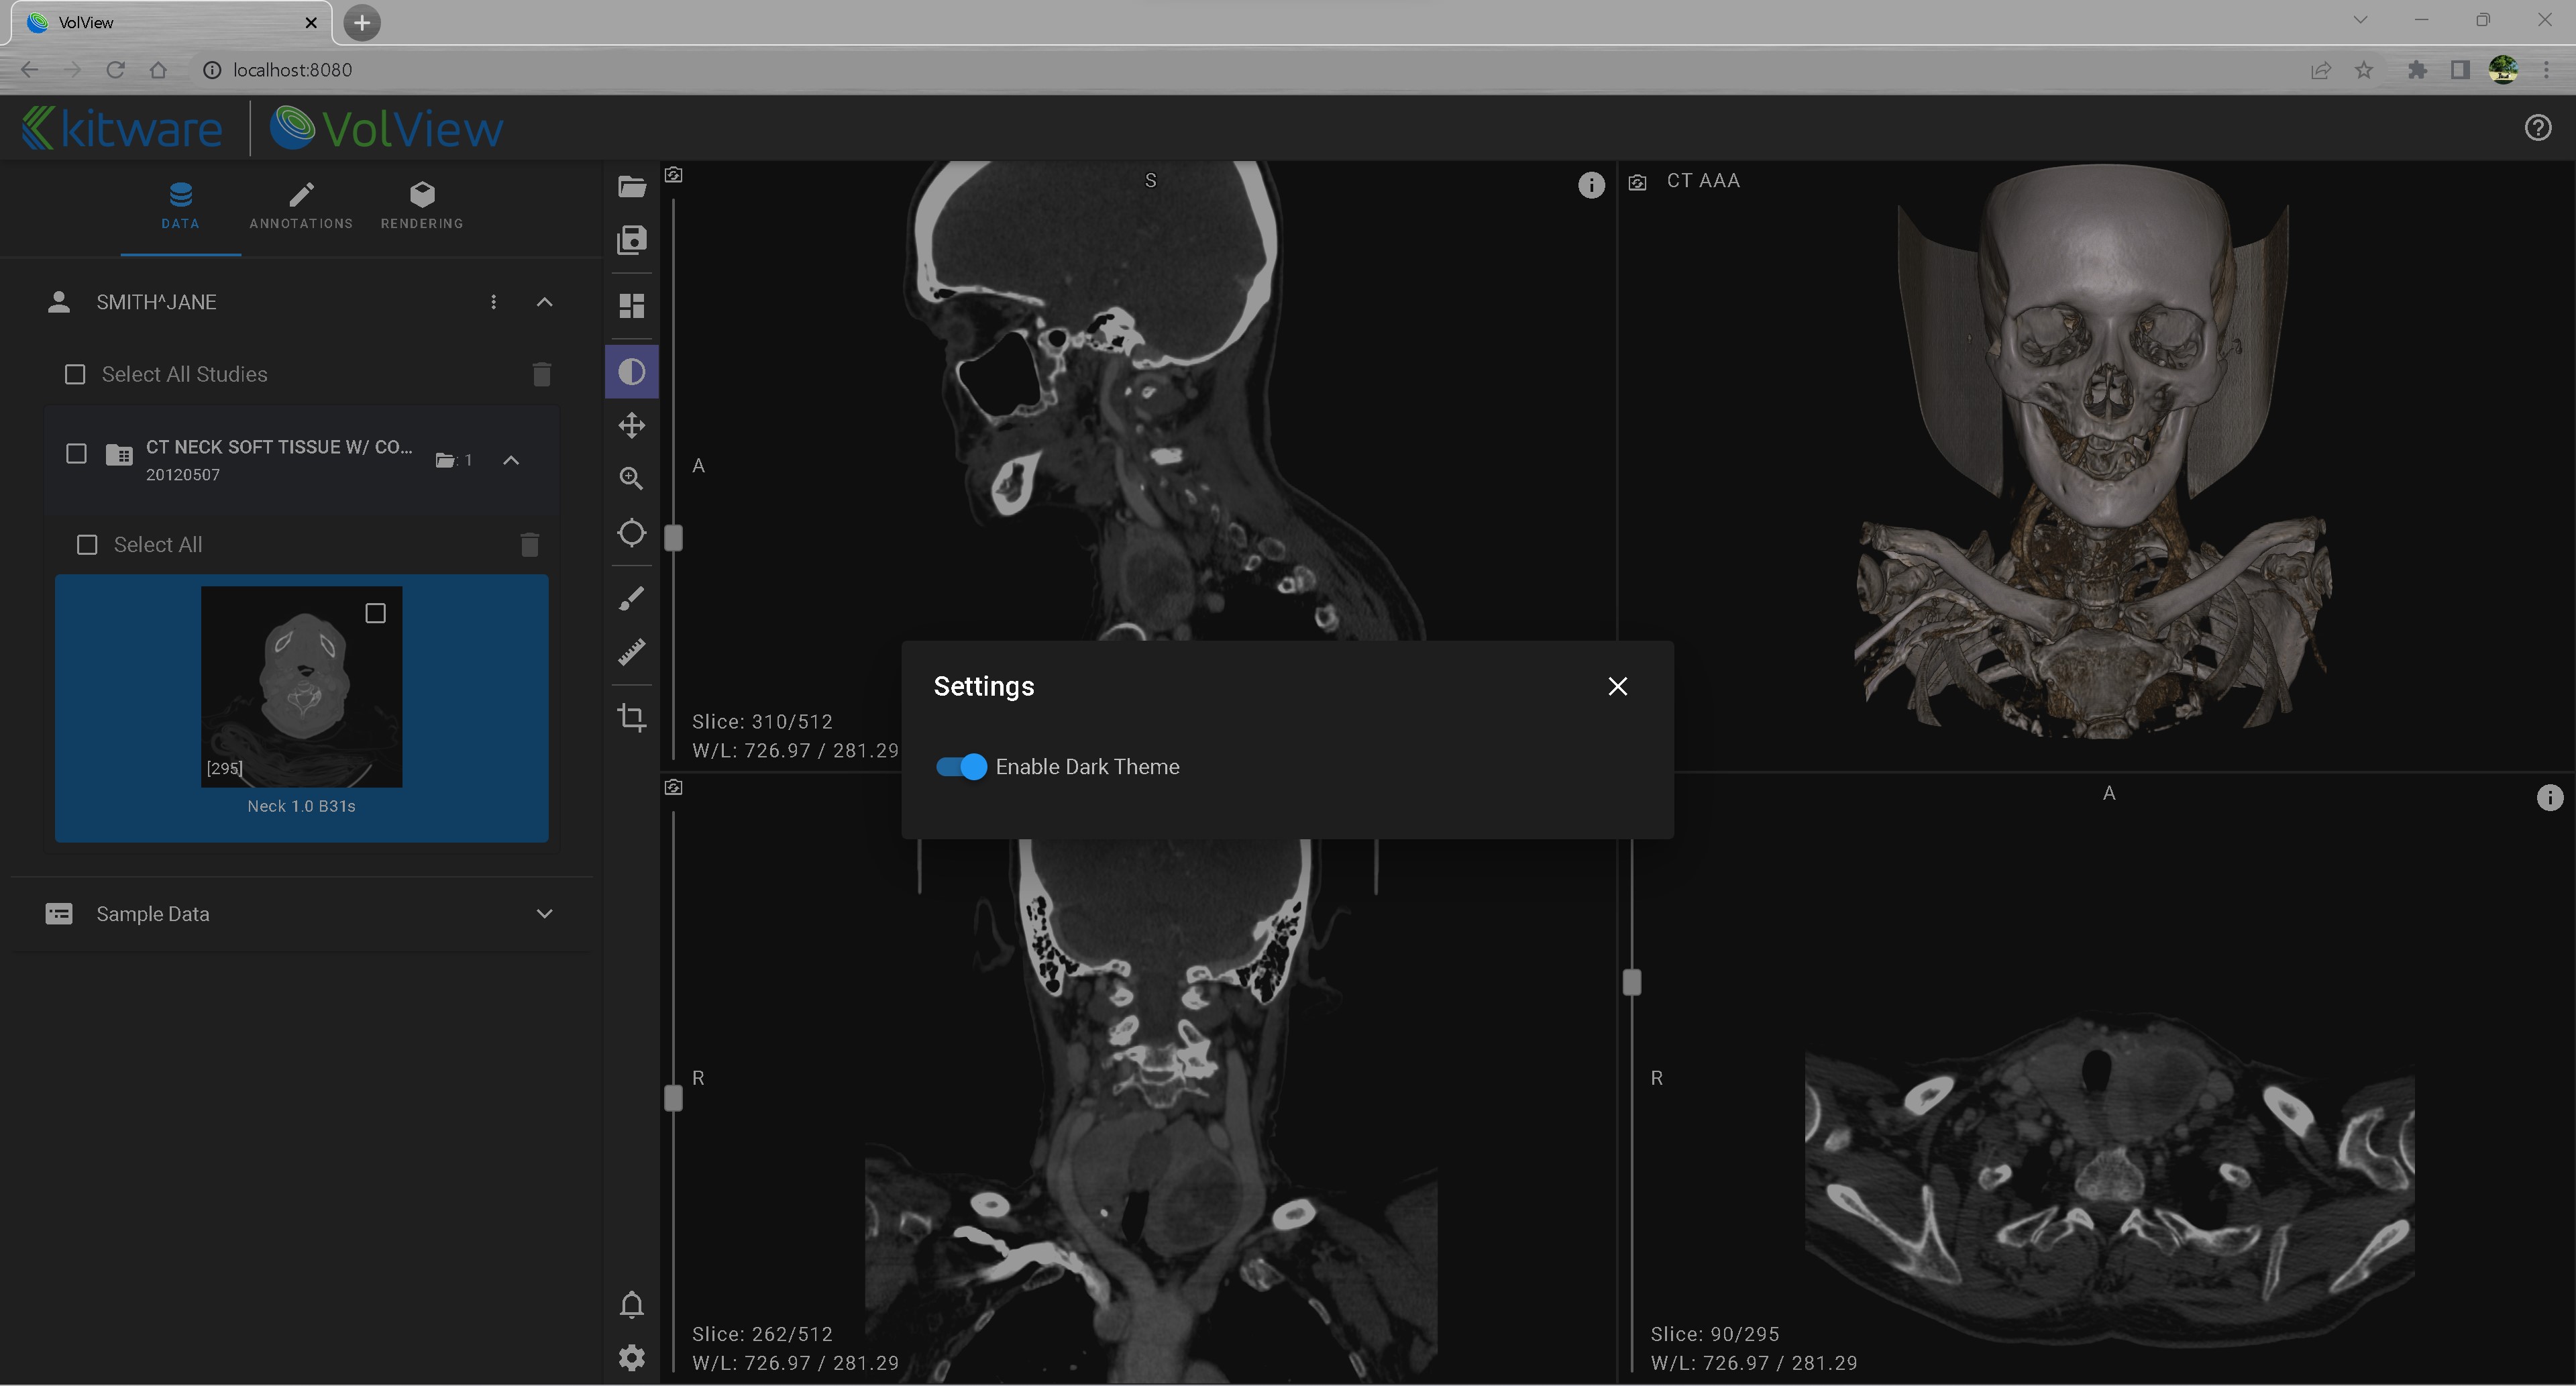 VolView
localhost:8080
kitware VolView
DATA
ANNOTATIONS
RENDERING
SMITH^JANE
Select All Studies
CT NECK SOFT TISSUE W/ CO...
: 1
20120507
Select All
[295]
Neck 1.0 B31s
Sample Data
S
A
Slice: 310/512
W/L: 726.97 / 281.29
CT AAA
Settings
Enable Dark Theme
R
Slice: 262/512
W/L: 726.97 / 281.29
A
R
Slice: 90/295
W/L: 726.97 / 281.29